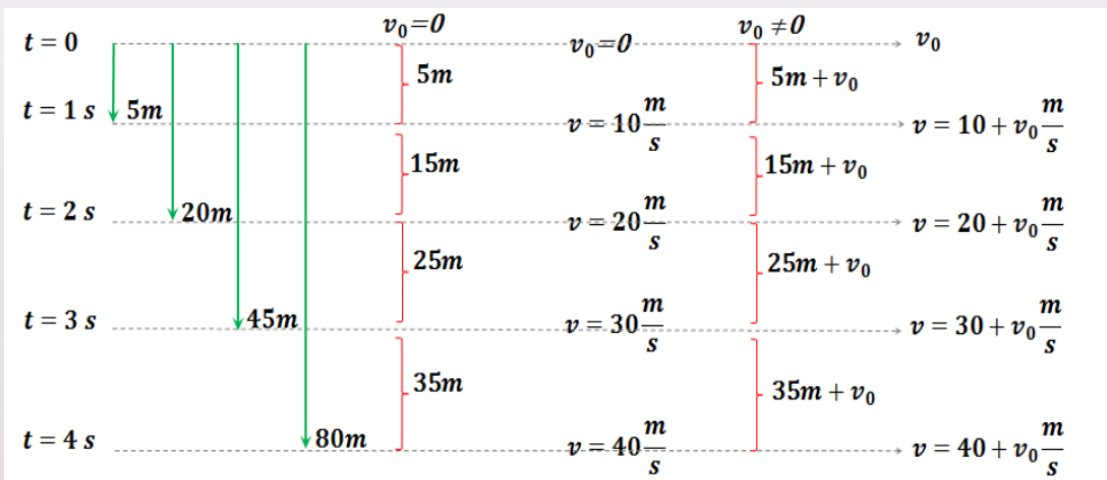 v₀=0
v₀ ≠0
t = 0
v₀=0
v₀
5m
5m + v₀
t = 1 s
5m
v = 10 m/s
v = 10 + v₀ m/s
15m
15m + v₀
t = 2 s
20m
v = 20 m/s
v = 20 + v₀ m/s
25m
25m + v₀
t = 3 s
45m
v = 30 m/s
v = 30 + v₀ m/s
35m
35m + v₀
t = 4 s
80m
v = 40 m/s
v = 40 + v₀ m/s